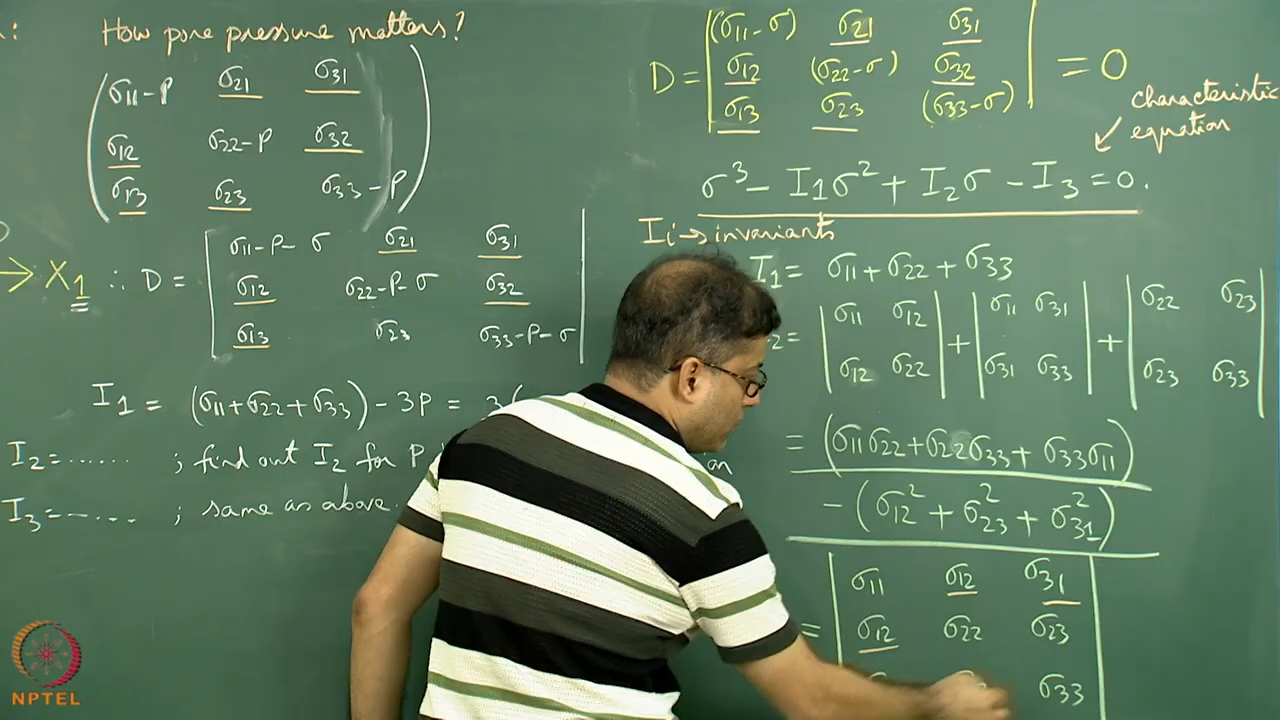 : How pore pressure matters?
σ11-P σ21 σ31
σ12 σ22-P σ32
σ13 σ23 σ33-P
→ X1 ∴ D =
σ11-P-σ σ21 σ31
σ12 σ22-P-σ σ32
σ13 σ23 σ33-P-σ
I1 = (σ11+σ22+σ33)-3P = 3(
I2=...... ; find out I2 for P
I3=-.... ; same as above.
D = |(σ11-σ) σ21 σ31|
|σ12 (σ22-σ) σ32| = 0
|σ13 σ23 (σ33-σ)|
characteristic
equation
σ³ - I1σ² + I2σ - I3 = 0.
Ii → invariants
I1 = σ11+σ22+σ33
2= |σ11 σ12| + |σ11 σ31| + |σ22 σ23|
|σ12 σ22| |σ31 σ33| |σ23 σ33|
= (σ11σ22+σ22σ33+σ33σ11)
- (σ12² + σ23² + σ31²)
= |σ11 σ12 σ31|
|σ12 σ22 σ23|
σ33|
NPTEL